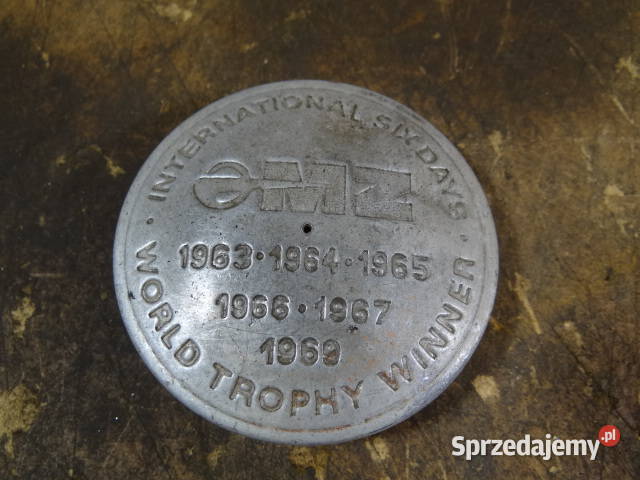 INTERNATIONAL SIX DAYS
MZ
1963 · 1964 · 1965
1966 · 1967
1969
· WORLD TROPHY WINNER ·
Sprzedajemy.pl